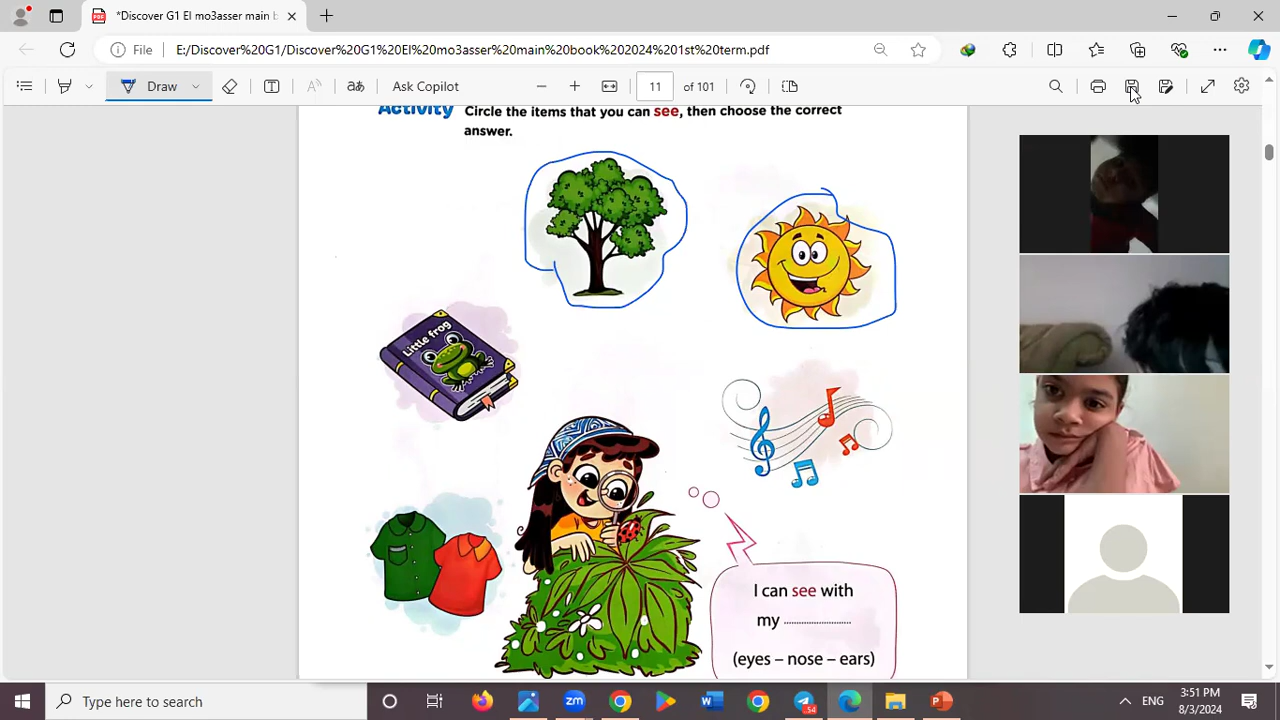 *Discover G1 El mo3asser main b
File
E:/Discover%20G1/Discover%20G1%20El%20mo3asser%20main%20book%202024%201st%20term.pdf
Draw
aあ
Ask Copilot
11
of 101
Activity
Circle the items that you can see, then choose the correct
answer.
Little frog
I can see with
my ........................
(eyes – nose – ears)
Type here to search
54
ENG
3:51 PM
8/3/2024